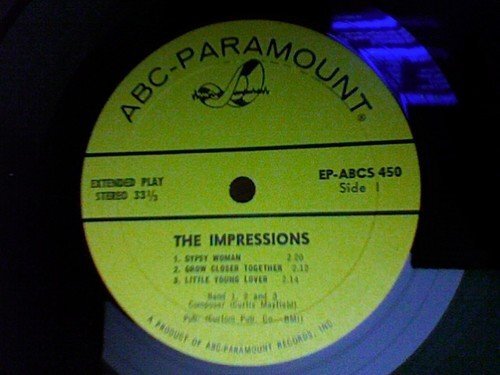 ABC-PARAMOUNT®
EXTENDED PLAY
STEREO 33⅓
EP-ABCS 450
Side 1
THE IMPRESSIONS
1. GYPSY WOMAN 2.20
2. GROW CLOSER TOGETHER 2.12
3. LITTLE YOUNG LOVER 2.14
Band 1, 2 and 3
Composer (Curtis Mayfield)
Pub. (Curtom Pub. Co.-BMI)
A PRODUCT OF ABC-PARAMOUNT RECORDS, INC.